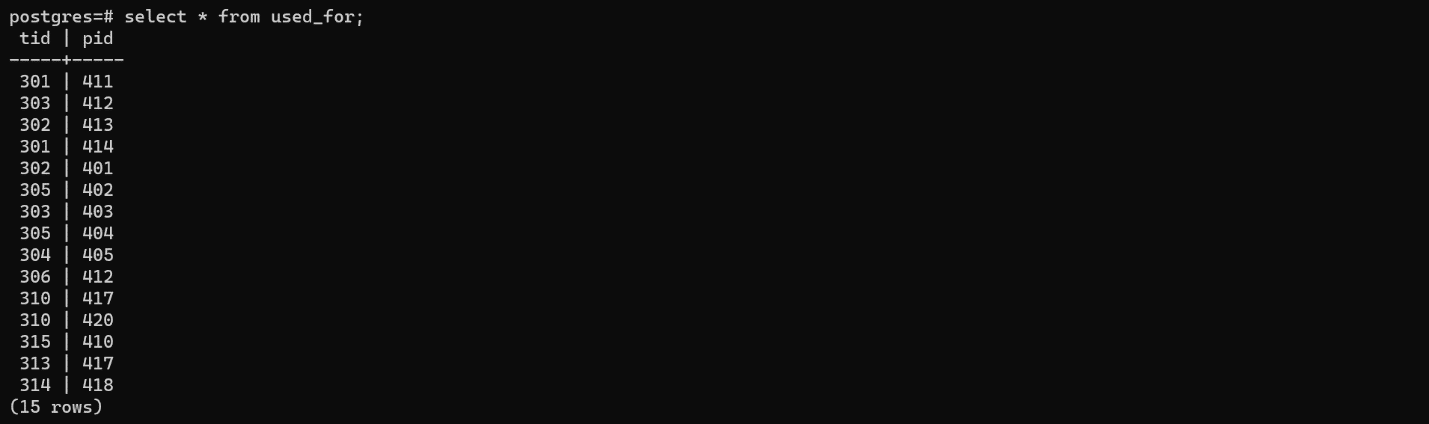 postgres=# select * from used_for;
 tid | pid
-----+-----
 301 | 411
 303 | 412
 302 | 413
 301 | 414
 302 | 401
 305 | 402
 303 | 403
 305 | 404
 304 | 405
 306 | 412
 310 | 417
 310 | 420
 315 | 410
 313 | 417
 314 | 418
(15 rows)